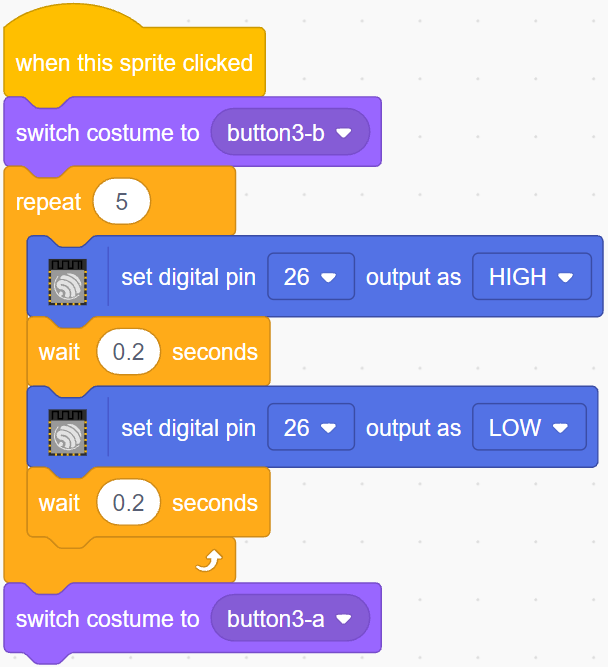 when this sprite clicked
switch costume to button3-b
repeat 5
set digital pin 26 output as HIGH
wait 0.2 seconds
set digital pin 26 output as LOW
wait 0.2 seconds
switch costume to button3-a